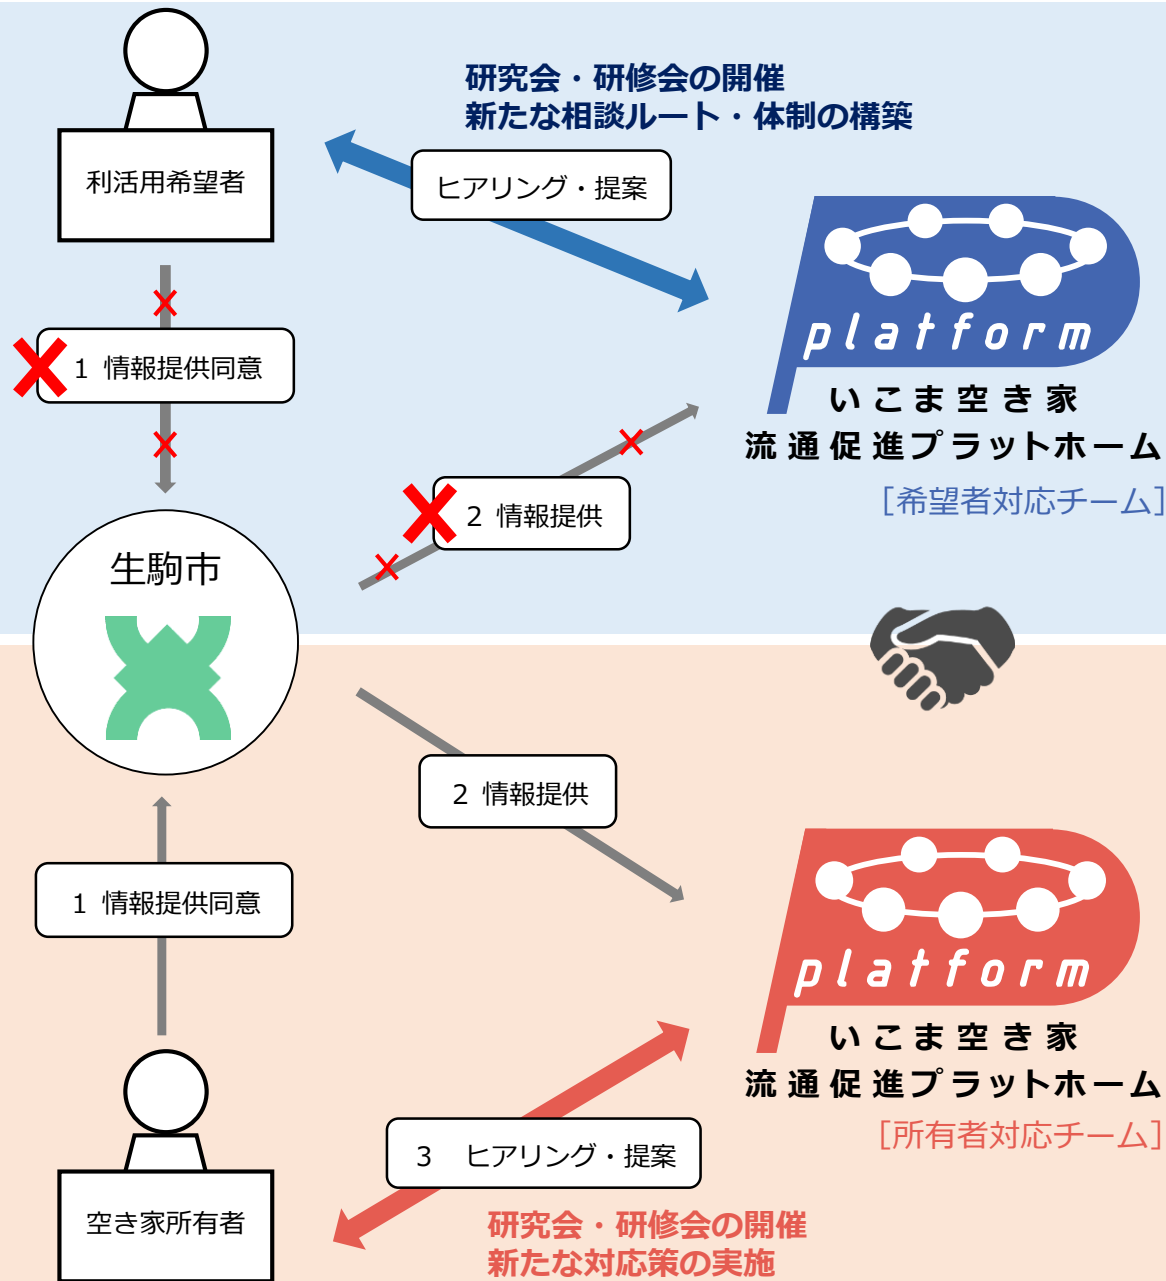 研究会・研修会の開催
新たな相談ルート・体制の構築
利活用希望者
ヒアリング・提案
platform
いこま空き家
流通促進プラットホーム
［希望者対応チーム］
1 情報提供同意
2 情報提供
生駒市
2 情報提供
1 情報提供同意
platform
いこま空き家
流通促進プラットホーム
［所有者対応チーム］
3 ヒアリング・提案
空き家所有者
研究会・研修会の開催
新たな対応策の実施